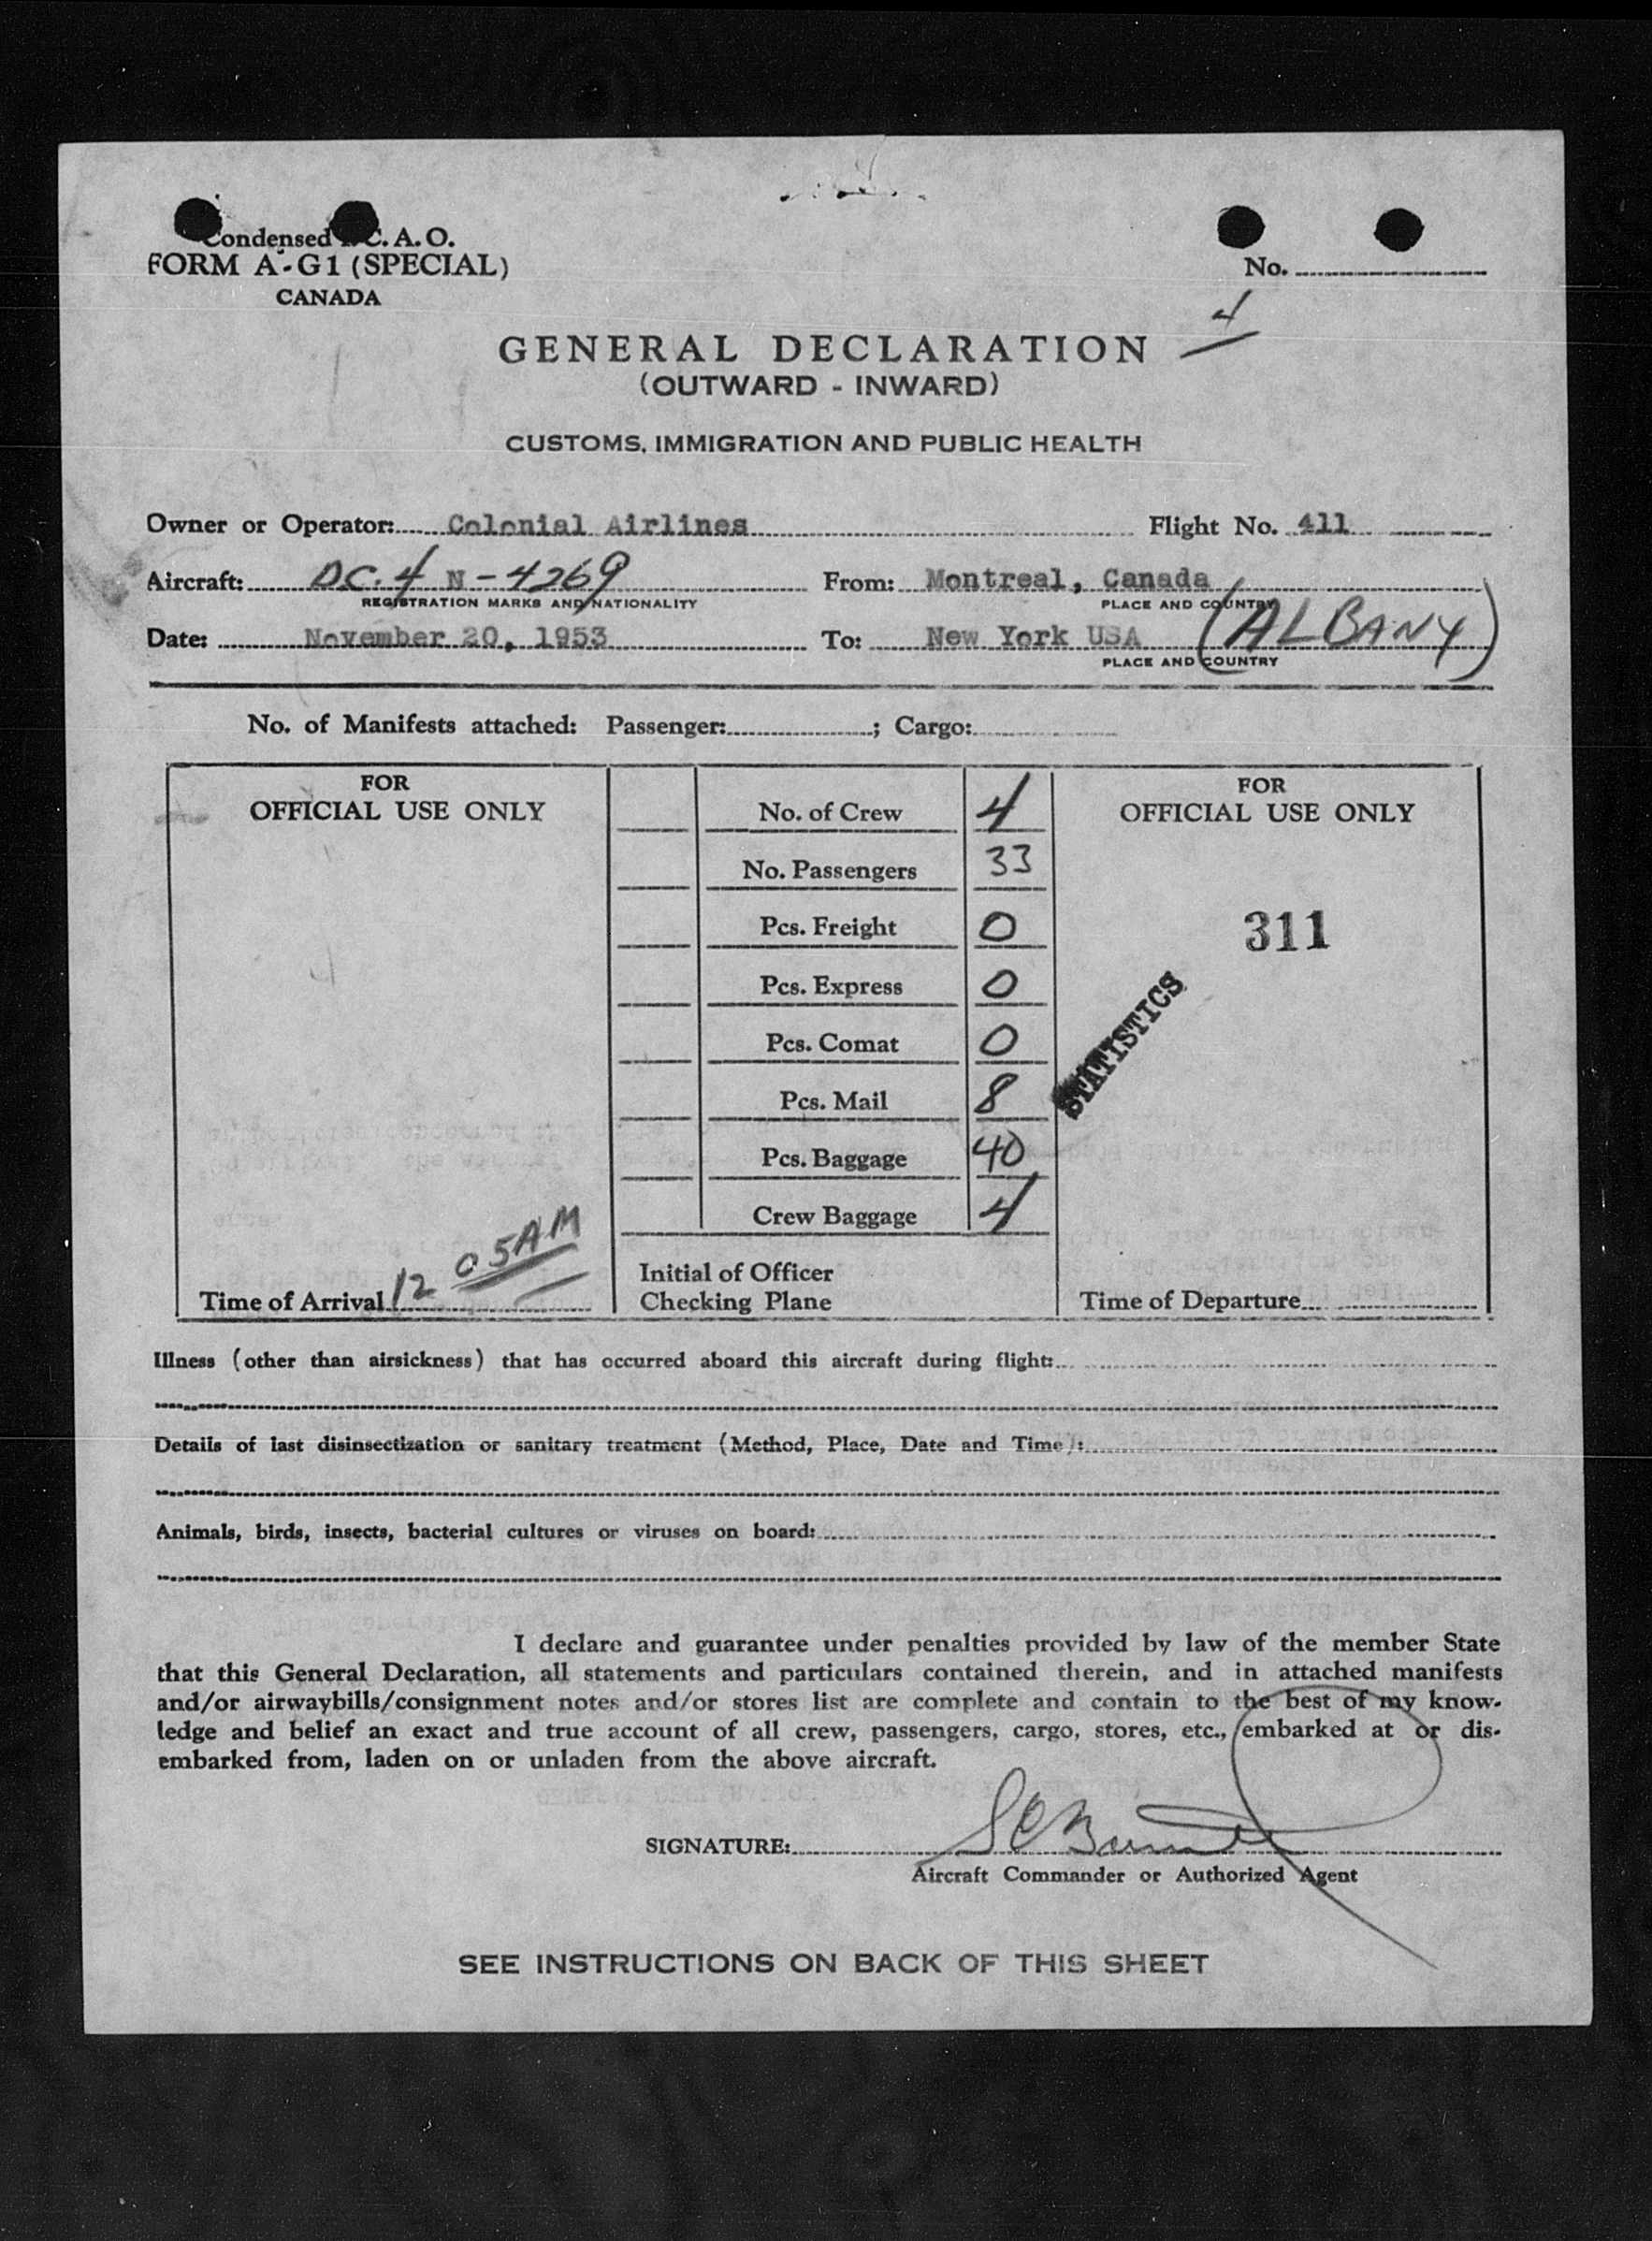 Condensed C. A. O.
FORM A-G1 (SPECIAL)
CANADA
No.
4
GENERAL DECLARATION
(OUTWARD - INWARD)
CUSTOMS, IMMIGRATION AND PUBLIC HEALTH
Owner or Operator: Colonial Airlines Flight No. 411
Aircraft: DC.4 N-4269 From: Montreal, Canada
REGISTRATION MARKS AND NATIONALITY PLACE AND COUNTRY
Date: November 20, 1953 To: New York USA (ALBANY)
PLACE AND COUNTRY
No. of Manifests attached: Passenger: ; Cargo:
FOR
OFFICIAL USE ONLY
No. of Crew 4
No. Passengers 33
Pcs. Freight 0
Pcs. Express 0
Pcs. Comat 0
Pcs. Mail 8
Pcs. Baggage 40
Crew Baggage 4
FOR
OFFICIAL USE ONLY
311
STATISTICS
Time of Arrival 12 05AM
Initial of Officer
Checking Plane
Time of Departure
Illness (other than airsickness) that has occurred aboard this aircraft during flight:
Details of last disinsectization or sanitary treatment (Method, Place, Date and Time):
Animals, birds, insects, bacterial cultures or viruses on board:
I declare and guarantee under penalties provided by law of the member State
that this General Declaration, all statements and particulars contained therein, and in attached manifests
and/or airwaybills/consignment notes and/or stores list are complete and contain to the best of my know-
ledge and belief an exact and true account of all crew, passengers, cargo, stores, etc., embarked at or dis-
embarked from, laden on or unladen from the above aircraft.
SIGNATURE:
Aircraft Commander or Authorized Agent
SEE INSTRUCTIONS ON BACK OF THIS SHEET